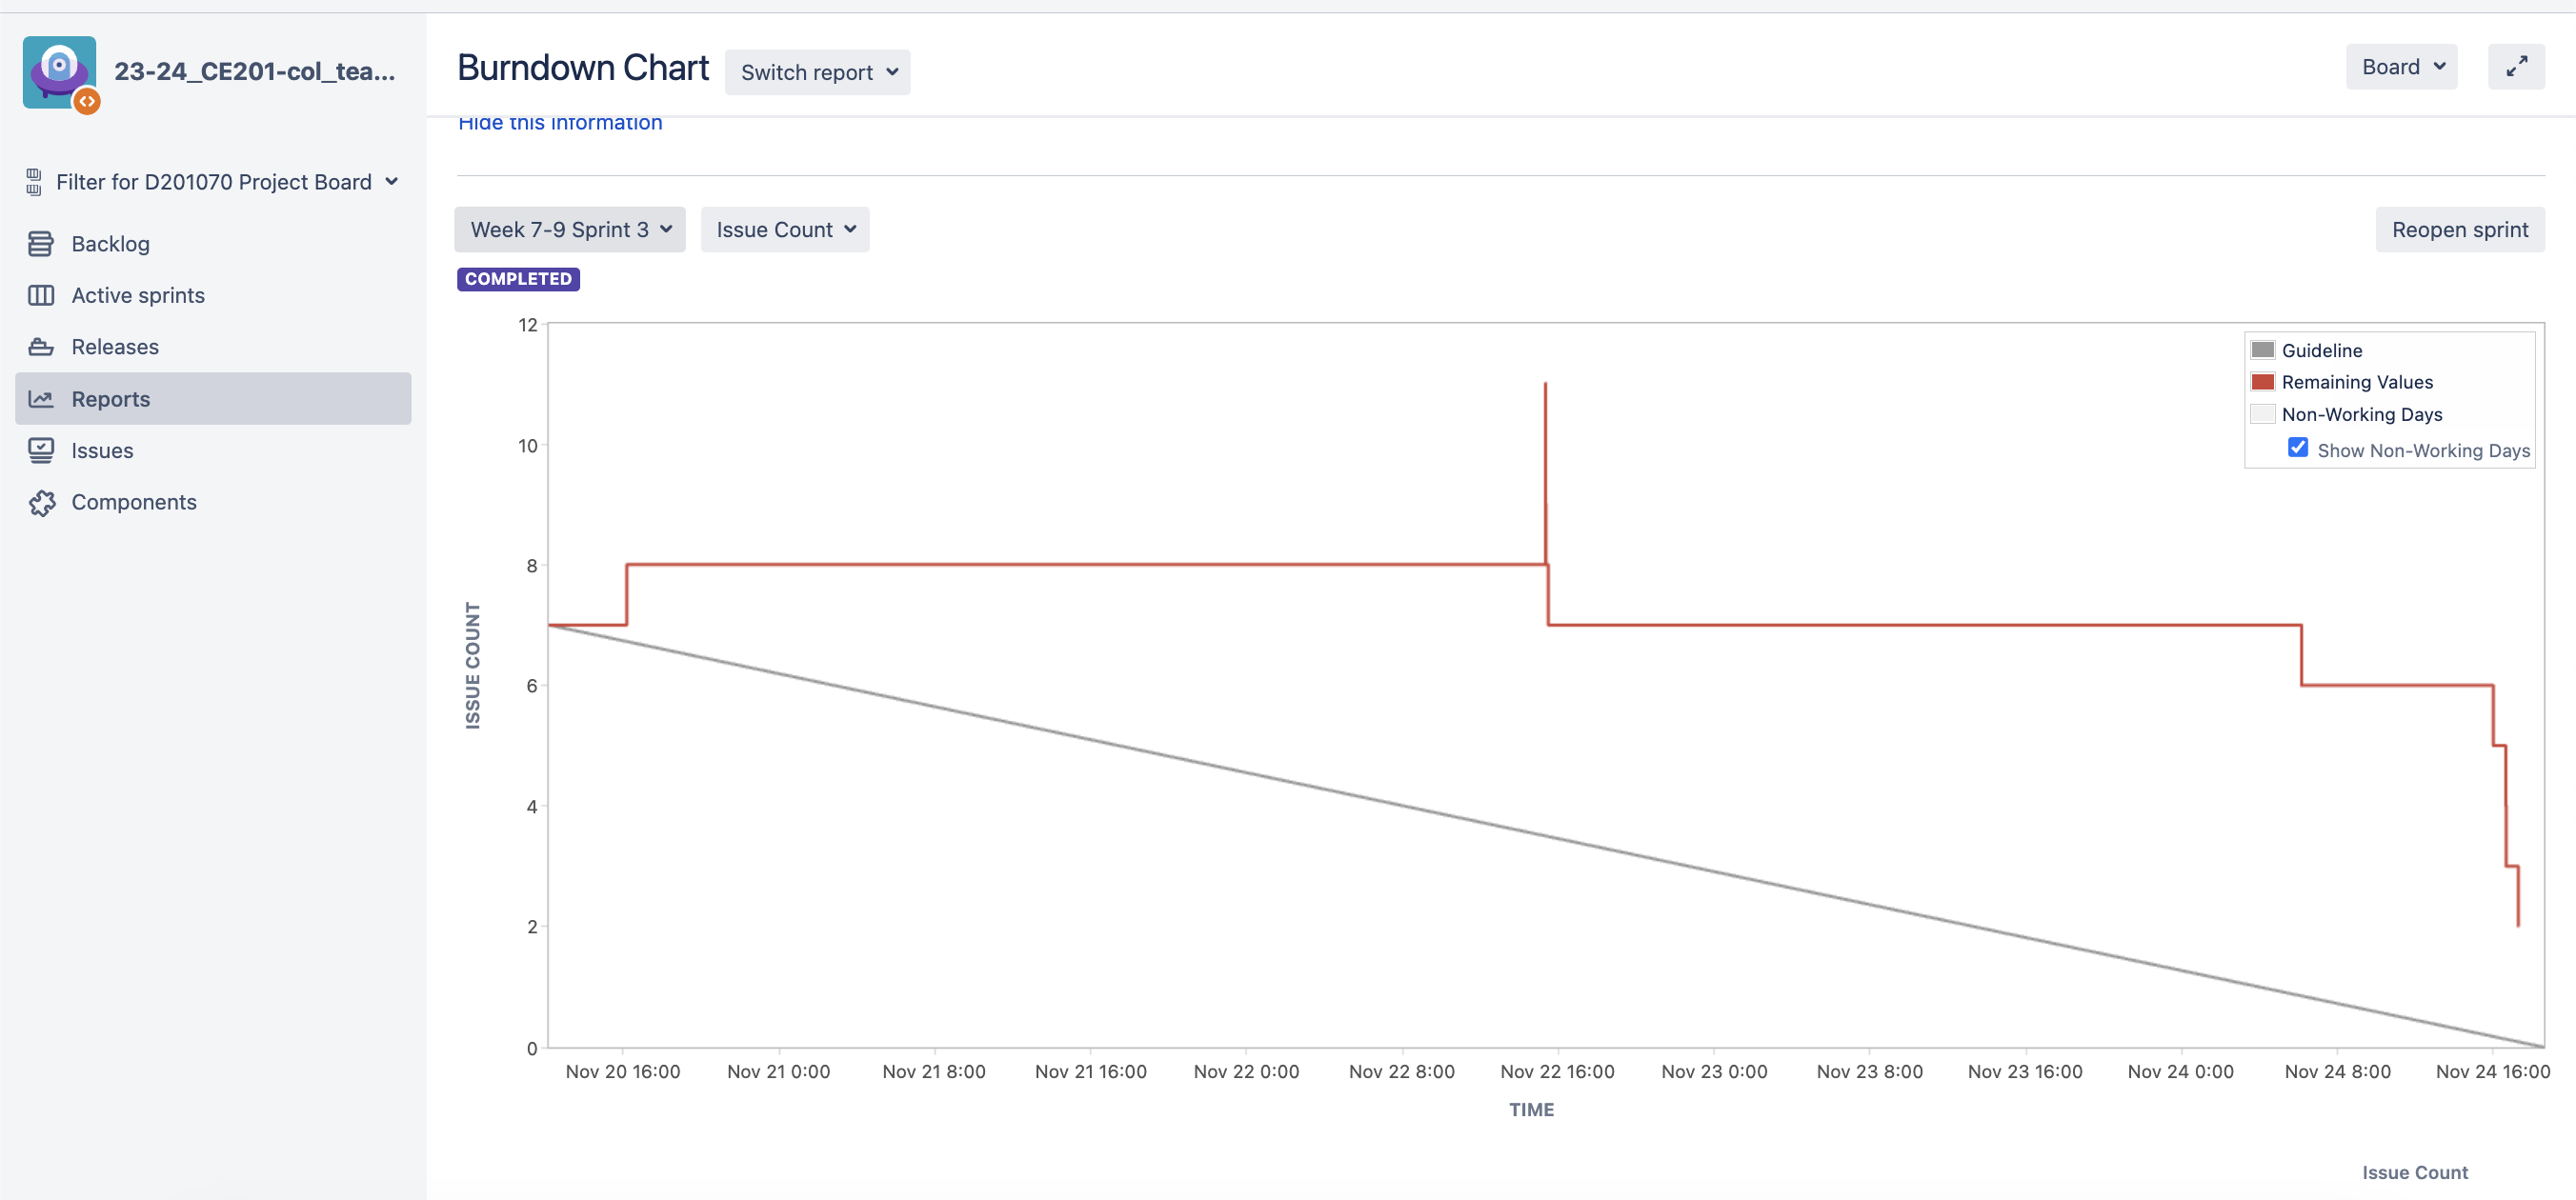 23-24_CE201-col_tea...
Burndown Chart
Switch report
Board
Hide this information
Filter for D201070 Project Board
Backlog
Active sprints
Releases
Reports
Issues
Components
Week 7-9 Sprint 3
Issue Count
Reopen sprint
COMPLETED
Guideline
Remaining Values
Non-Working Days
Show Non-Working Days
ISSUE COUNT
12
10
8
6
4
2
0
Nov 20 16:00
Nov 21 0:00
Nov 21 8:00
Nov 21 16:00
Nov 22 0:00
Nov 22 8:00
Nov 22 16:00
Nov 23 0:00
Nov 23 8:00
Nov 23 16:00
Nov 24 0:00
Nov 24 8:00
Nov 24 16:00
TIME
Issue Count